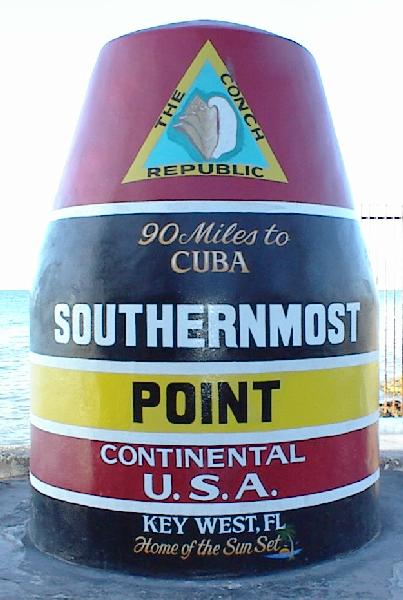 THE CONCH
REPUBLIC
90 Miles to
CUBA
SOUTHERNMOST
POINT
CONTINENTAL
U.S.A.
KEY WEST, FL
Home of the Sun Set